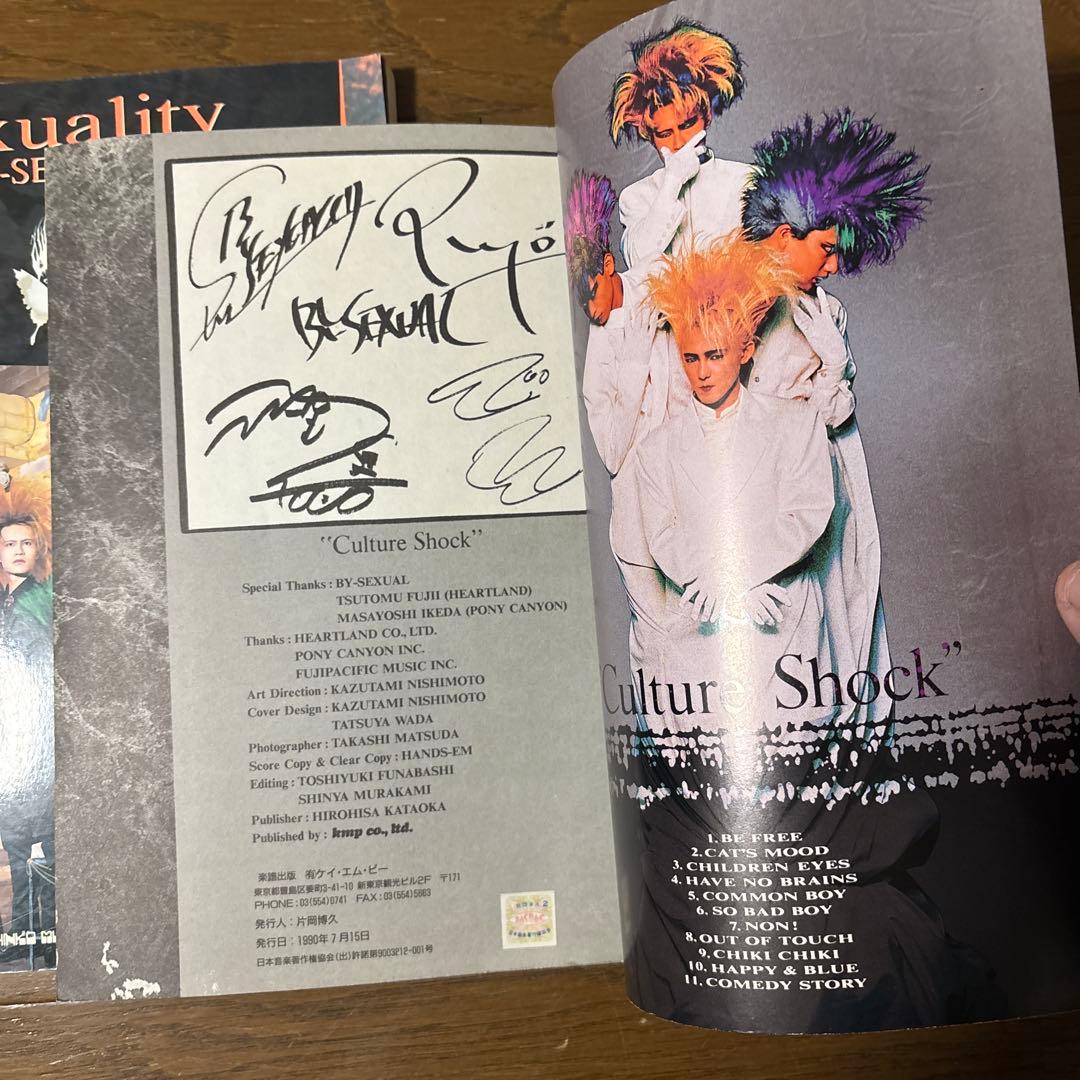 xuality
-SE
BY-SEXUAL
Ryö
BY-SEXUAL
"Culture Shock"
Special Thanks : BY-SEXUAL
TSUTOMU FUJII (HEARTLAND)
MASAYOSHI IKEDA (PONY CANYON)
Thanks : HEARTLAND CO., LTD.
PONY CANYON INC.
FUJIPACIFIC MUSIC INC.
Art Direction : KAZUTAMI NISHIMOTO
Cover Design : KAZUTAMI NISHIMOTO
TATSUYA WADA
Photographer : TAKASHI MATSUDA
Score Copy & Clear Copy : HANDS-EM
Editing : TOSHIYUKI FUNABASHI
SHINYA MURAKAMI
Publisher : HIROHISA KATAOKA
Published by : kmp co., ltd.
楽譜出版 ㈲ケイ・エム・ピー
東京都豊島区要町3-41-10 新東京観光ビル2F 〒171
PHONE : 03(554)0741 FAX : 03(554)5663
発行人 : 片岡博久
発行日 : 1990年7月15日
日本音楽著作権協会(出)許諾第9003212-001号
"Culture Shock"
1. BE FREE
2. CAT'S MOOD
3. CHILDREN EYES
4. HAVE NO BRAINS
5. COMMON BOY
6. SO BAD BOY
7. NON!
8. OUT OF TOUCH
9. CHIKI CHIKI
10. HAPPY & BLUE
11. COMEDY STORY